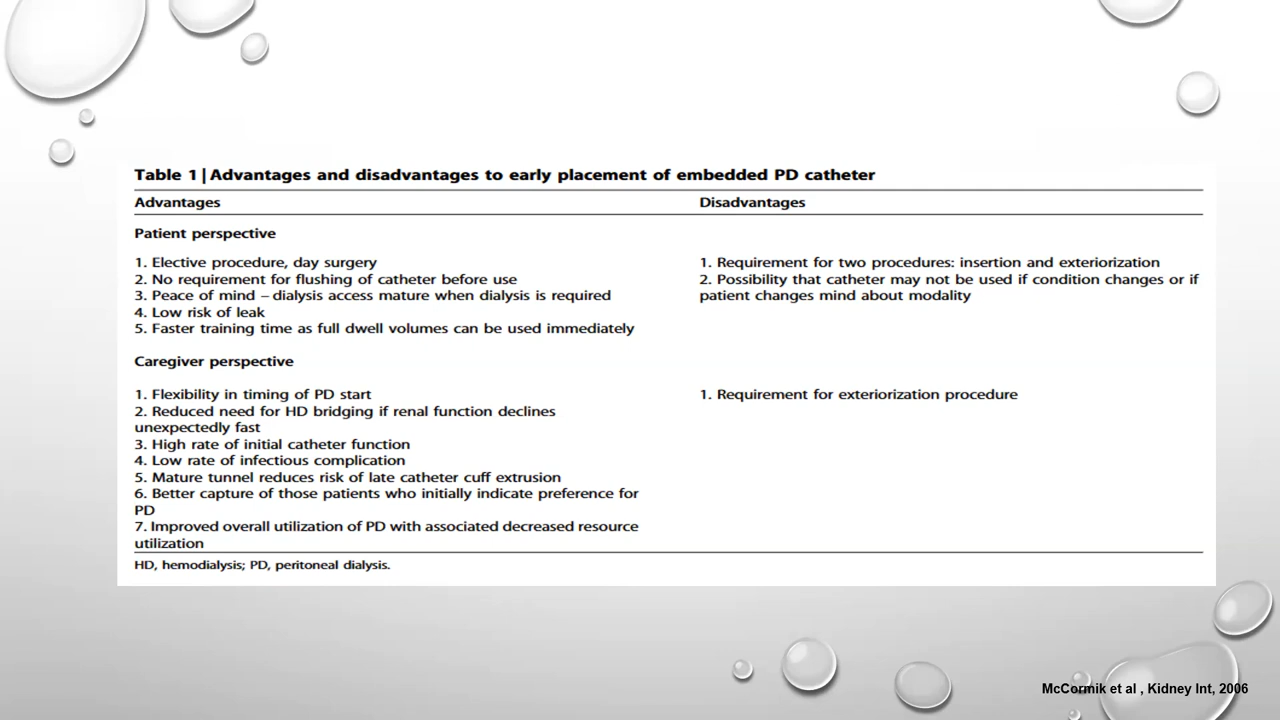 Table 1 | Advantages and disadvantages to early placement of embedded PD catheter
Advantages
Disadvantages
Patient perspective
1. Elective procedure, day surgery
2. No requirement for flushing of catheter before use
3. Peace of mind – dialysis access mature when dialysis is required
4. Low risk of leak
5. Faster training time as full dwell volumes can be used immediately
1. Requirement for two procedures: insertion and exteriorization
2. Possibility that catheter may not be used if condition changes or if
patient changes mind about modality
Caregiver perspective
1. Flexibility in timing of PD start
2. Reduced need for HD bridging if renal function declines
unexpectedly fast
3. High rate of initial catheter function
4. Low rate of infectious complication
5. Mature tunnel reduces risk of late catheter cuff extrusion
6. Better capture of those patients who initially indicate preference for
PD
7. Improved overall utilization of PD with associated decreased resource
utilization
1. Requirement for exteriorization procedure
HD, hemodialysis; PD, peritoneal dialysis.
McCormik et al , Kidney Int, 2006